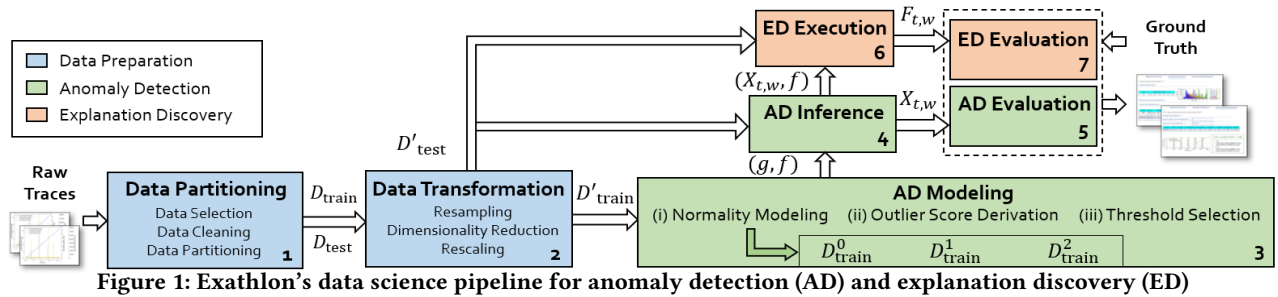 Data Preparation
Anomaly Detection
Explanation Discovery
Raw
Traces
Data Partitioning
Data Selection
Data Cleaning
Data Partitioning
1
D_train
D_test
Data Transformation
Resampling
Dimensionality Reduction
Rescaling
2
D'_test
D'_train
AD Modeling
(i) Normality Modeling (ii) Outlier Score Derivation (iii) Threshold Selection
D^0_train D^1_train D^2_train
3
(g, f)
AD Inference
4
(X_{t,w}, f)
X_{t,w}
ED Execution
6
F_{t,w}
ED Evaluation
7
AD Evaluation
5
Ground
Truth
Figure 1: Exathlon's data science pipeline for anomaly detection (AD) and explanation discovery (ED)